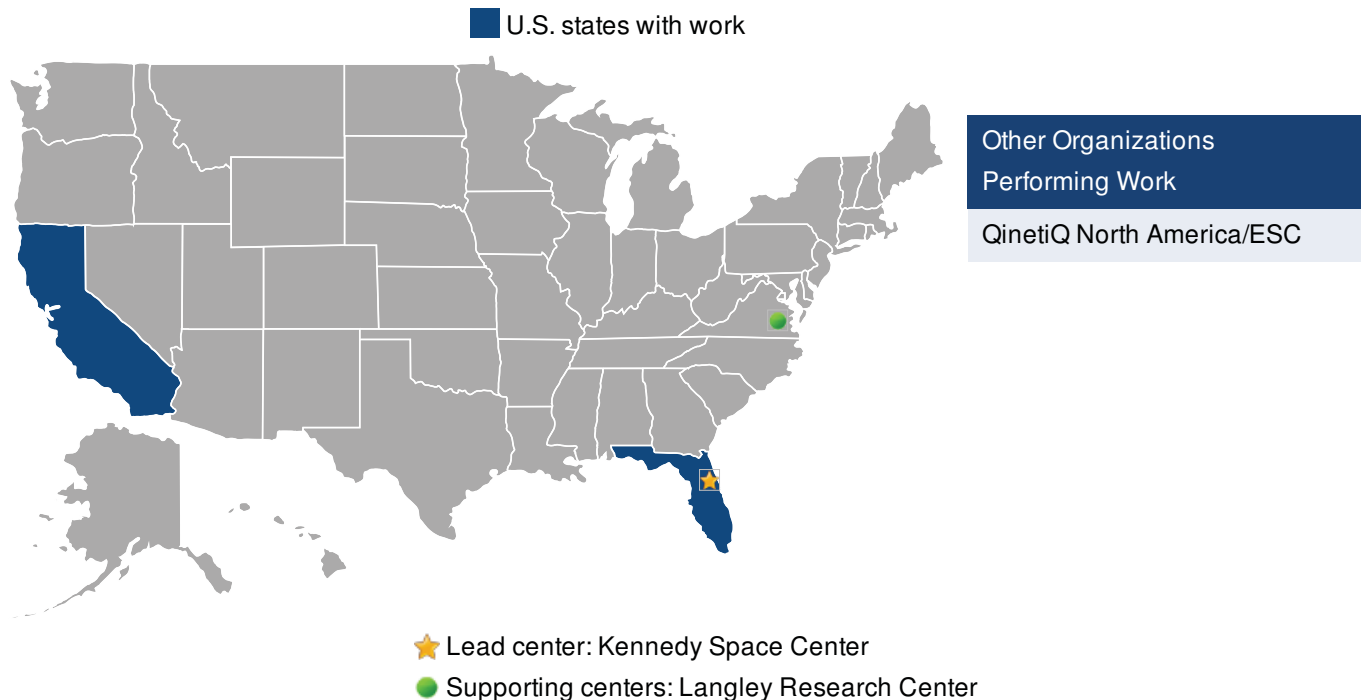 U.S. states with work
Other Organizations
Performing Work
QinetiQ North America/ESC
Lead center: Kennedy Space Center
Supporting centers: Langley Research Center